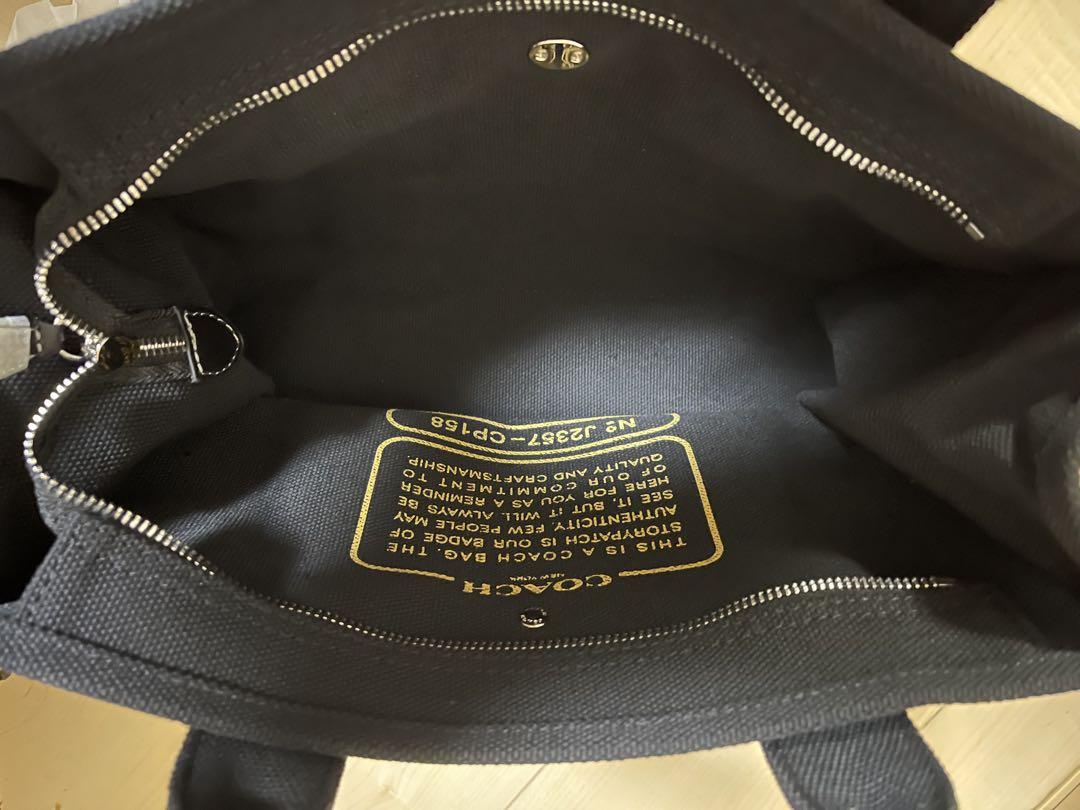 COACH
NEW YORK
THIS IS A COACH BAG. THE
STORYPATCH IS OUR BADGE OF
AUTHENTICITY. FEW PEOPLE MAY
SEE IT, BUT IT WILL ALWAYS BE
HERE FOR YOU AS A REMINDER
OF OUR COMMITMENT TO
QUALITY AND CRAFTSMANSHIP.
Nº J2357-CP158